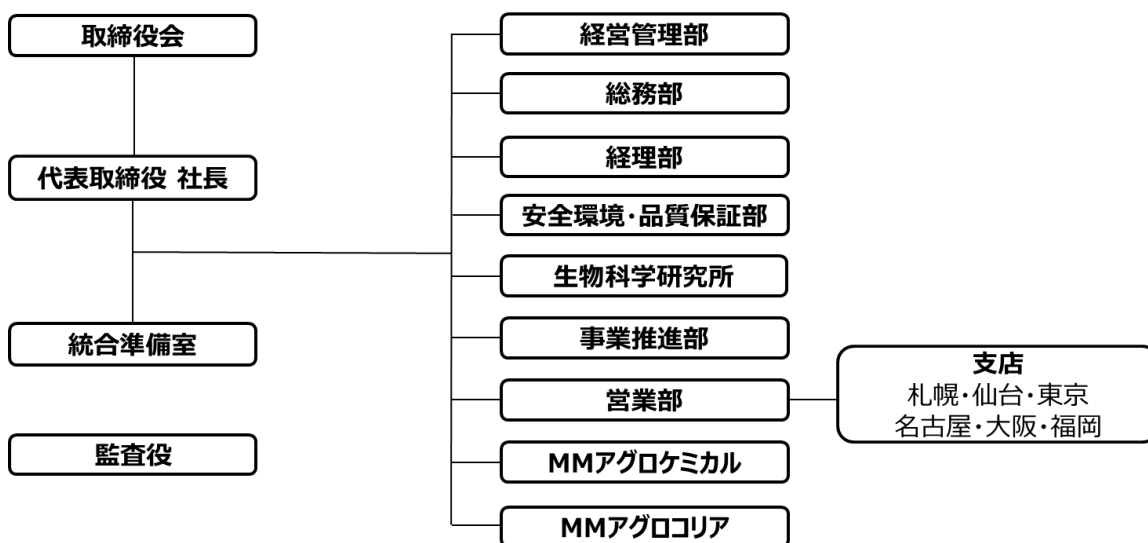 取締役会
代表取締役 社長
統合準備室
監査役
経営管理部
総務部
経理部
安全環境・品質保証部
生物科学研究所
事業推進部
営業部
MMアグロケミカル
MMアグロコリア
支店
札幌・仙台・東京
名古屋・大阪・福岡